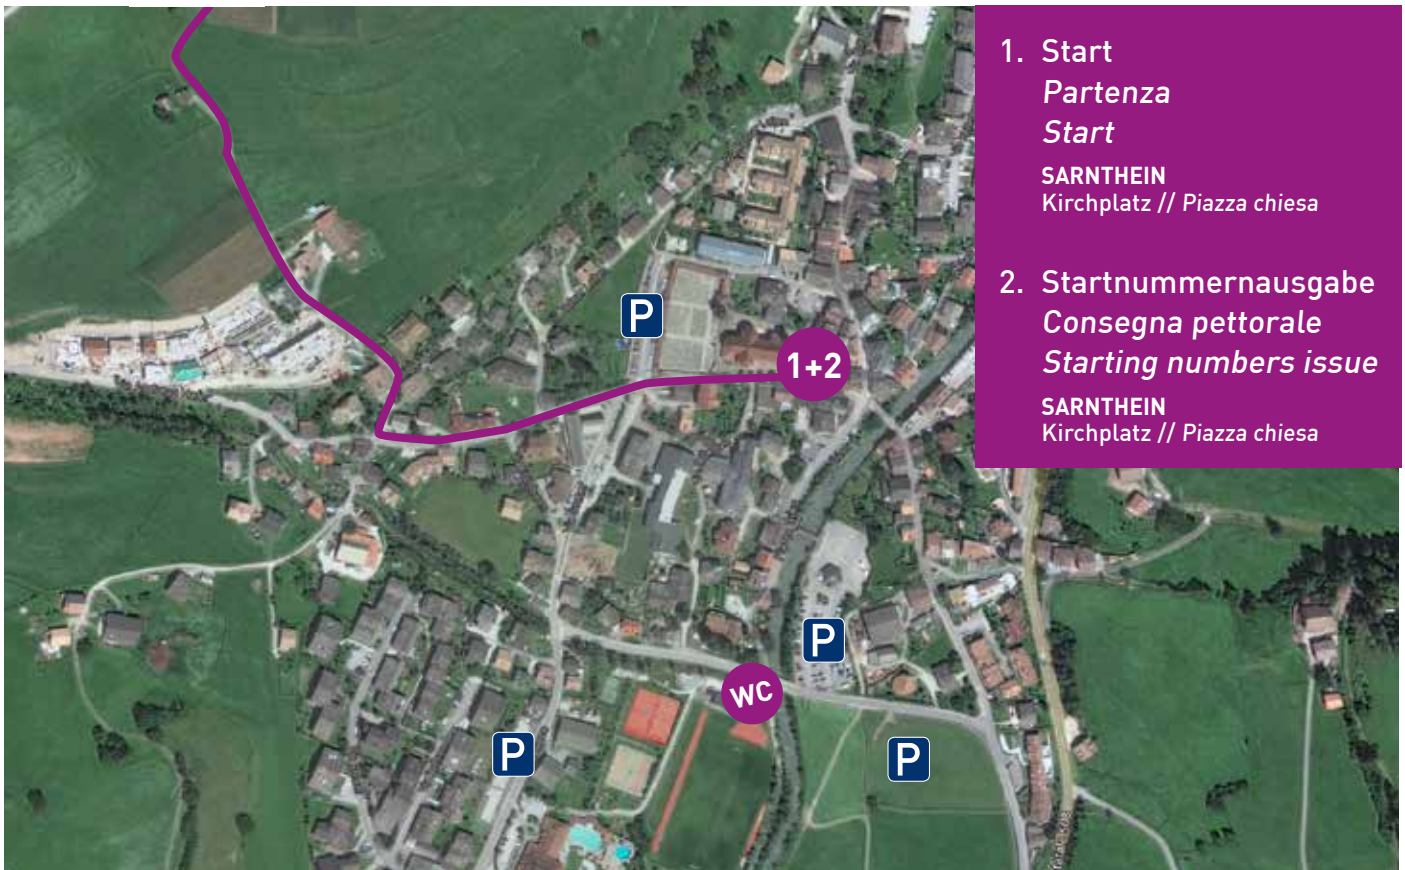 1. Start
Partenza
Start
SARNTHEIN
Kirchplatz // Piazza chiesa
2. Startnummernausgabe
Consegna pettorale
Starting numbers issue
SARNTHEIN
Kirchplatz // Piazza chiesa
P
1+2
P
WC
P
P